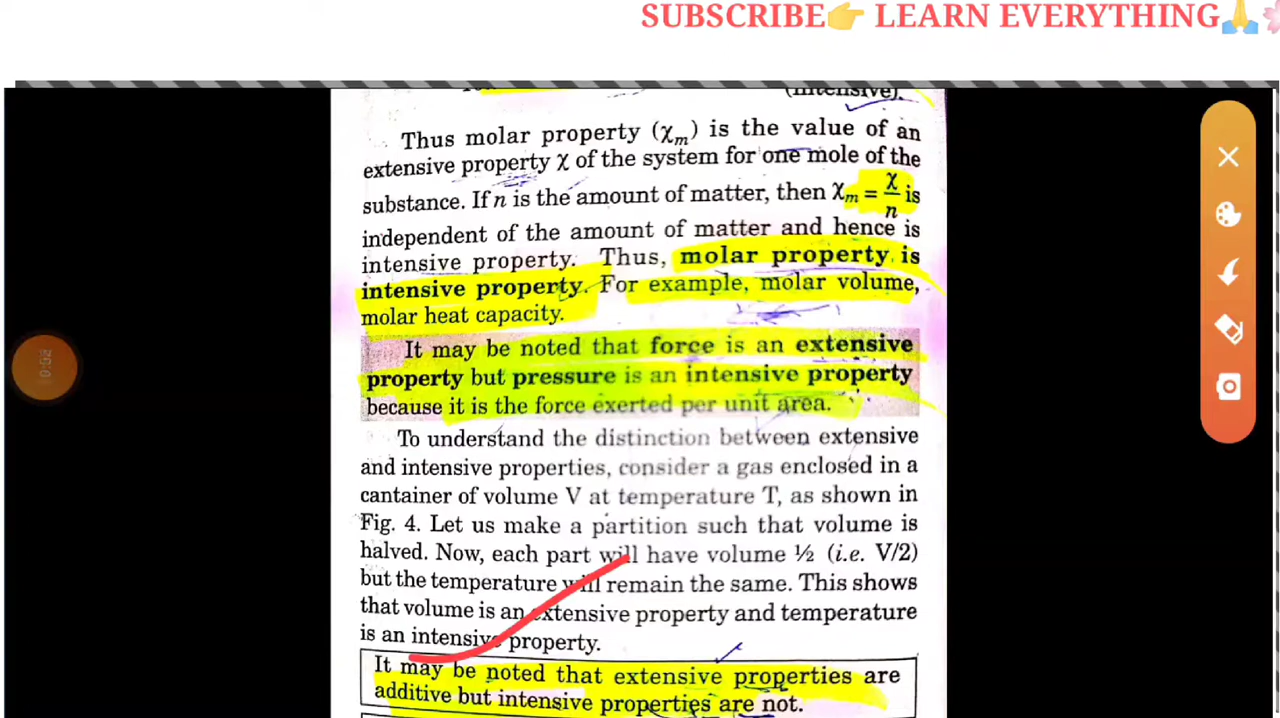 SUBSCRIBE👉 LEARN EVERYTHING🙏🌸
(intensive).
Thus molar property (χm) is the value of an
extensive property χ of the system for one mole of the
substance. If n is the amount of matter, then χm = χ/n is
independent of the amount of matter and hence is
intensive property. Thus, molar property is
intensive property. For example, molar volume,
molar heat capacity.
It may be noted that force is an extensive
property but pressure is an intensive property
because it is the force exerted per unit area.
To understand the distinction between extensive
and intensive properties, consider a gas enclosed in a
cantainer of volume V at temperature T, as shown in
Fig. 4. Let us make a partition such that volume is
halved. Now, each part will have volume ½ (i.e. V/2)
but the temperature will remain the same. This shows
that volume is an extensive property and temperature
is an intensive property.
It may be noted that extensive properties are
additive but intensive properties are not.